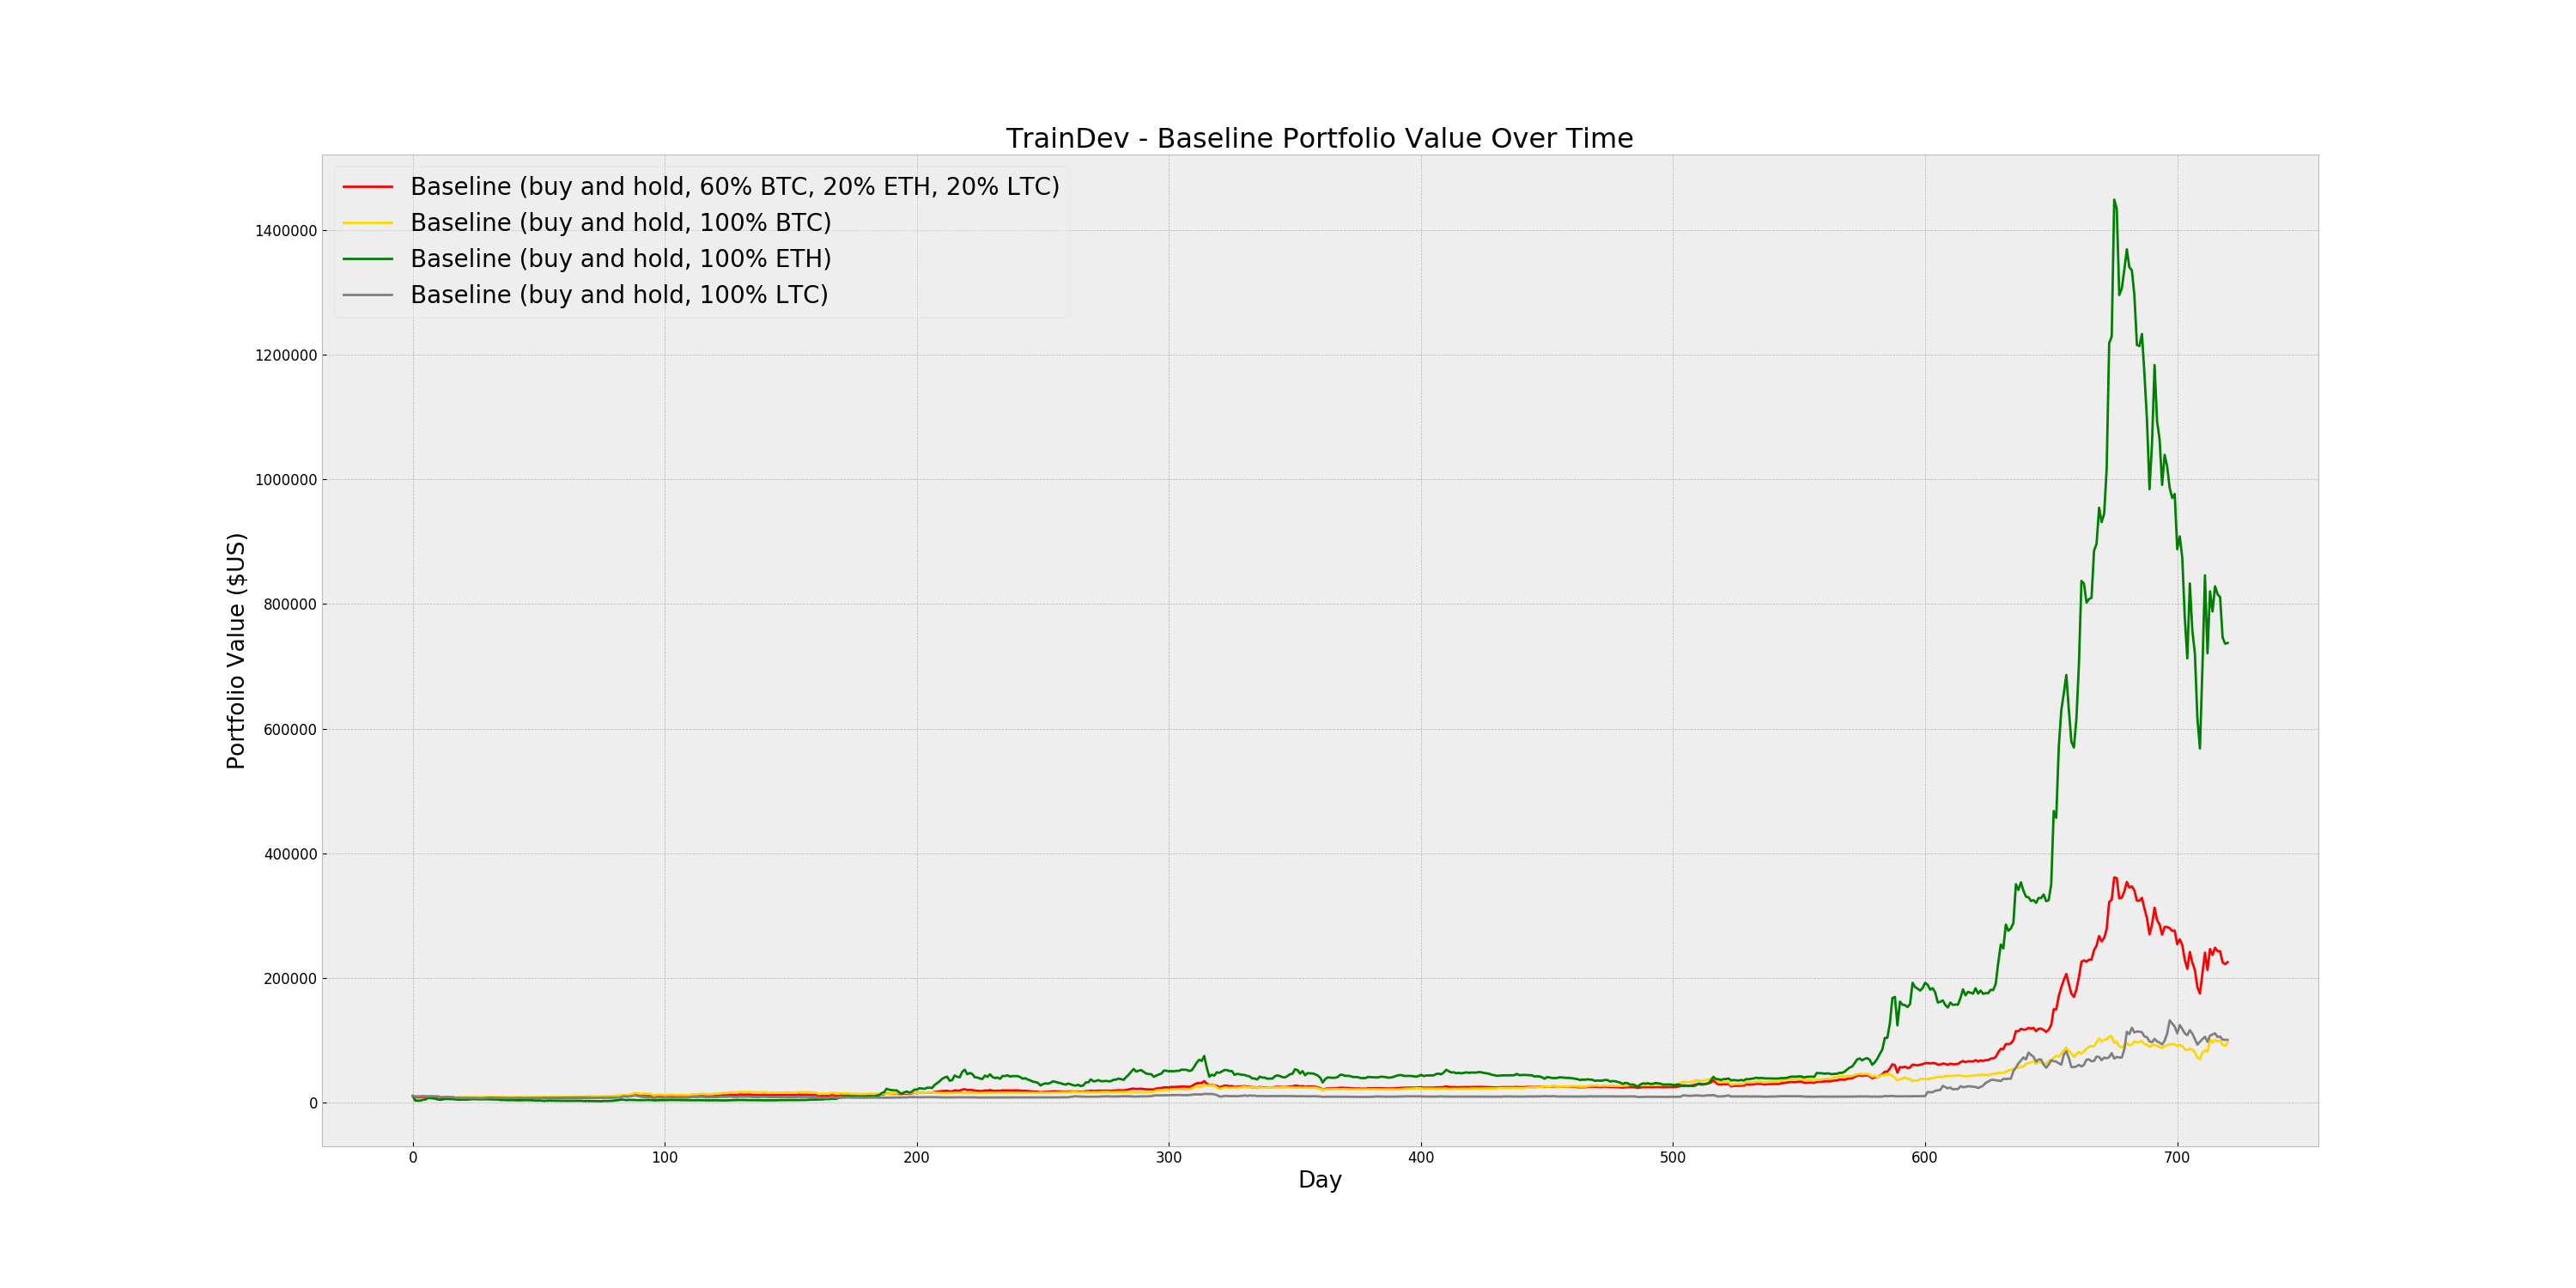 TrainDev - Baseline Portfolio Value Over Time
Baseline (buy and hold, 60% BTC, 20% ETH, 20% LTC)
Baseline (buy and hold, 100% BTC)
Baseline (buy and hold, 100% ETH)
Baseline (buy and hold, 100% LTC)
Portfolio Value ($US)
1400000
1200000
1000000
800000
600000
400000
200000
0
0 100 200 300 400 500 600 700
Day